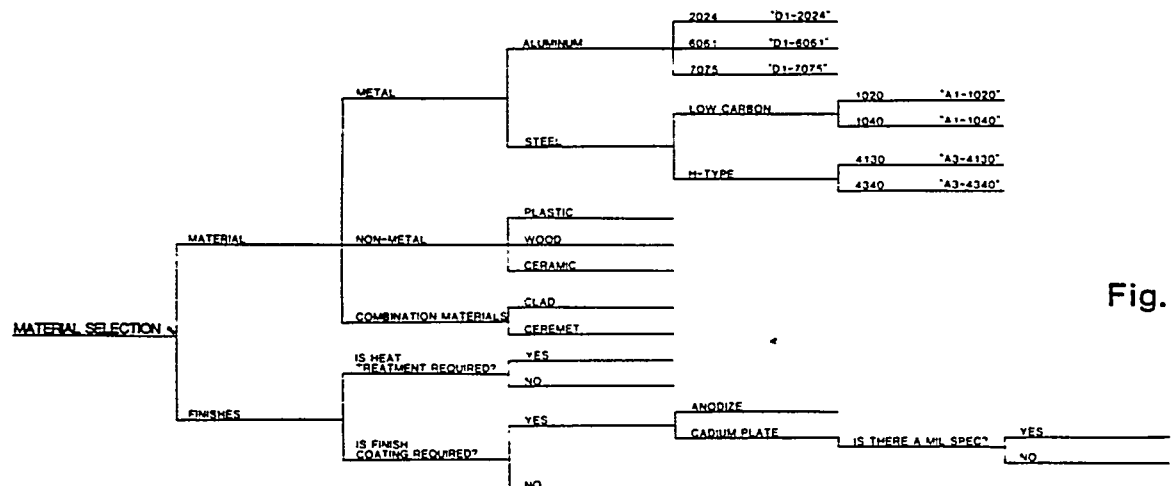 2024 "D1-2024"
ALUMINUM 6061 "D1-6061"
7075 "D1-7075"
METAL
1020 "A1-1020"
LOW CARBON
1040 "A1-1040"
STEEL
4130 "A3-4130"
H-TYPE
4340 "A3-4340"
PLASTIC
MATERIAL NON-METAL WOOD
CERAMIC
CLAD
COMBINATION MATERIALS
MATERIAL SELECTION
CEREMET
Fig.
IS HEAT
TREATMENT REQUIRED?
YES
NO
FINISHES
ANODIZE
YES
CADIUM PLATE
IS THERE A MIL SPEC?
YES
NO
IS FINISH
COATING REQUIRED?
NO